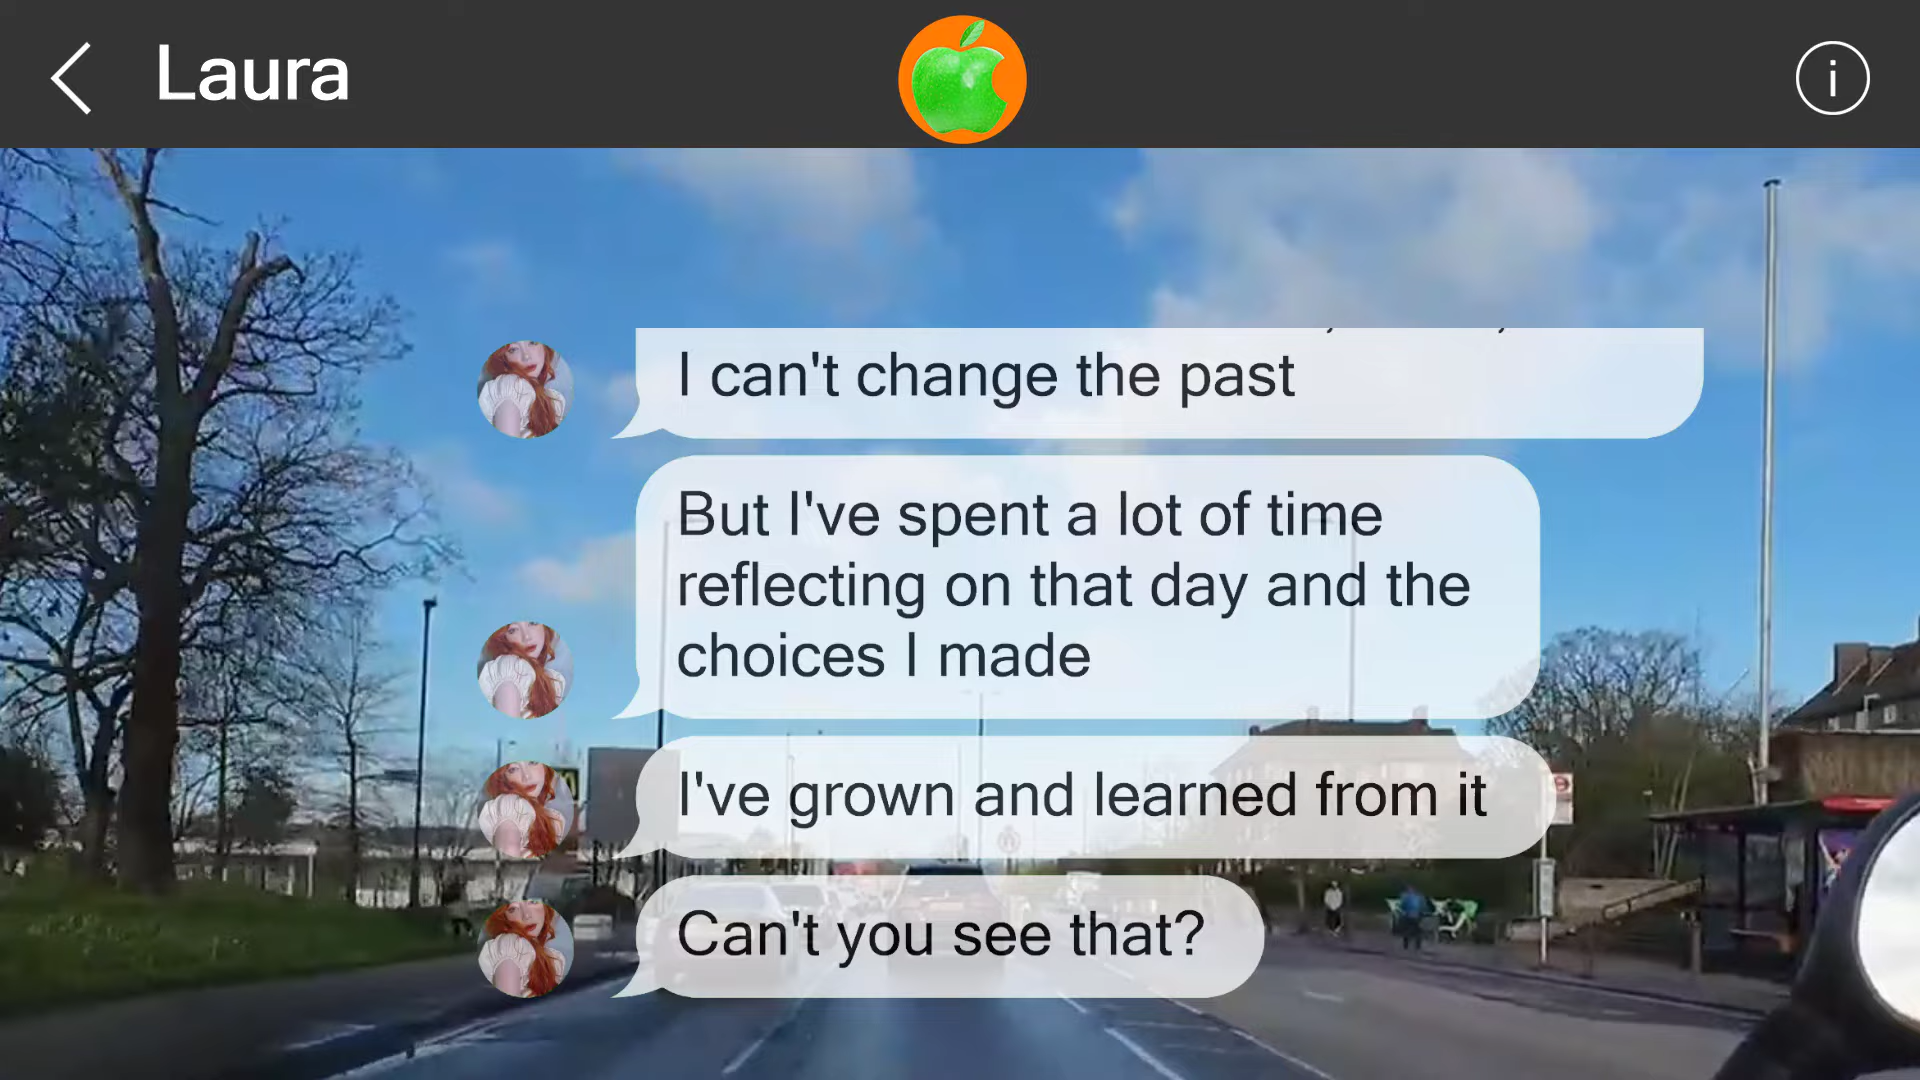 Laura
I can't change the past
But I've spent a lot of time
reflecting on that day and the
choices I made
I've grown and learned from it
Can't you see that?